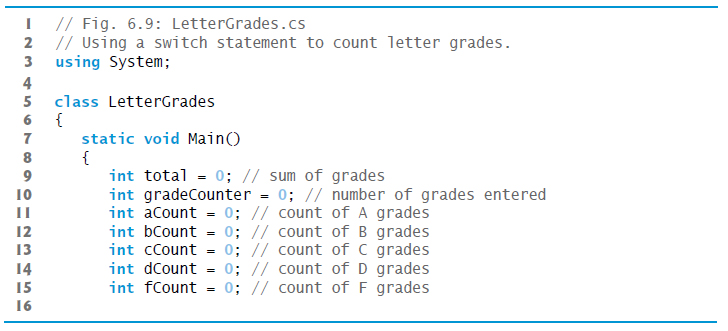 1 // Fig. 6.9: LetterGrades.cs
2 // Using a switch statement to count letter grades.
3 using System;
4
5 class LetterGrades
6 {
7 static void Main()
8 {
9 int total = 0; // sum of grades
10 int gradeCounter = 0; // number of grades entered
11 int aCount = 0; // count of A grades
12 int bCount = 0; // count of B grades
13 int cCount = 0; // count of C grades
14 int dCount = 0; // count of D grades
15 int fCount = 0; // count of F grades
16